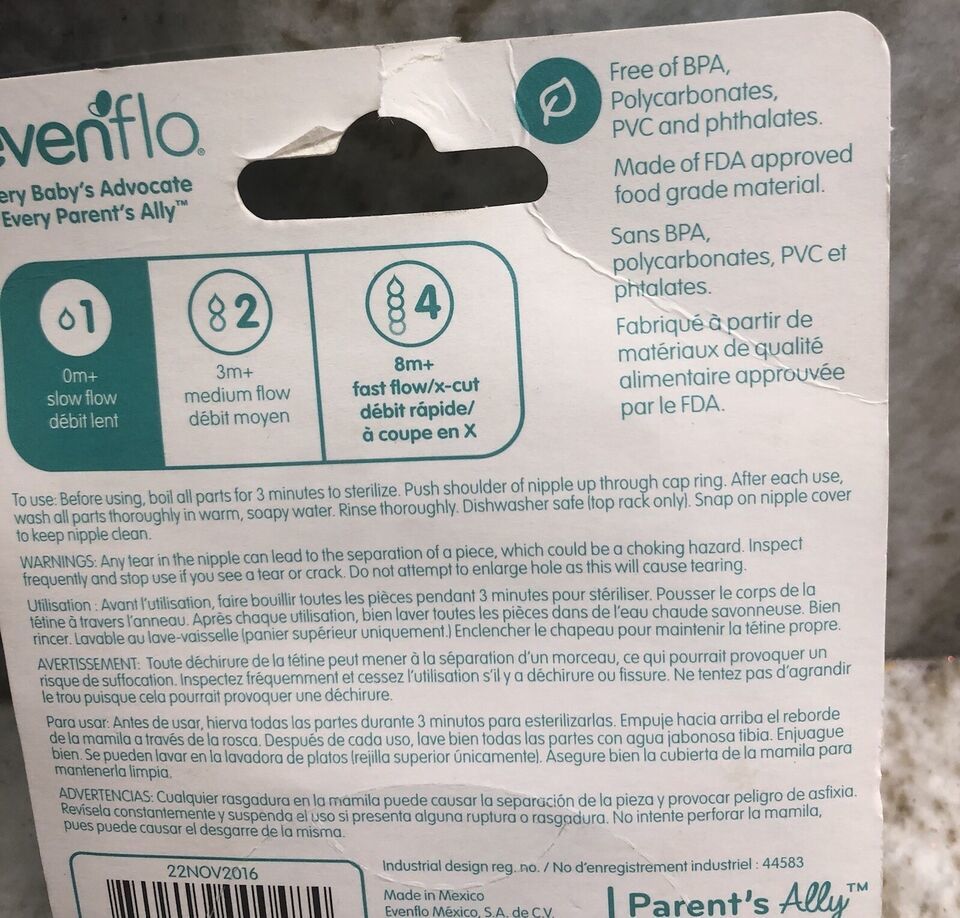 evenflo®
ery Baby's Advocate
Every Parent's Ally™
Free of BPA,
Polycarbonates,
PVC and phthalates.
Made of FDA approved
food grade material.
Sans BPA,
polycarbonates, PVC et
phtalates.
Fabriqué à partir de
matériaux de qualité
alimentaire approuvée
par le FDA.
1
0m+
slow flow
débit lent
2
3m+
medium flow
débit moyen
4
8m+
fast flow/x-cut
débit rápide/
à coupe en X
To use: Before using, boil all parts for 3 minutes to sterilize. Push shoulder of nipple up through cap ring. After each use,
wash all parts thoroughly in warm, soapy water. Rinse thoroughly. Dishwasher safe (top rack only). Snap on nipple cover
to keep nipple clean.
WARNINGS: Any tear in the nipple can lead to the separation of a piece, which could be a choking hazard. Inspect
frequently and stop use if you see a tear or crack. Do not attempt to enlarge hole as this will cause tearing.
Utilisation : Avant l'utilisation, faire bouillir toutes les pièces pendant 3 minutes pour stériliser. Pousser le corps de la
tétine à travers l'anneau. Après chaque utilisation, bien laver toutes les pièces dans de l'eau chaude savonneuse. Bien
rincer. Lavable au lave-vaisselle (panier supérieur uniquement.) Enclencher le chapeau pour maintenir la tétine propre.
AVERTISSEMENT: Toute déchirure de la tétine peut mener à la séparation d'un morceau, ce qui pourrait provoquer un
risque de suffocation. Inspectez fréquemment et cessez l'utilisation s'il y a déchirure ou fissure. Ne tentez pas d'agrandir
le trou puisque cela pourrait provoquer une déchirure.
Para usar: Antes de usar, hierva todas las partes durante 3 minutos para esterilizarlas. Empuje hacia arriba el reborde
de la mamila a través de la rosca. Después de cada uso, lave bien todas las partes con agua jabonosa tibia. Enjuague
bien. Se pueden lavar en la lavadora de platos (rejilla superior únicamente). Asegure bien la cubierta de la mamila para
mantenerla limpia.
ADVERTENCIAS: Cualquier rasgadura en la mamila puede causar la separación de la pieza y provocar peligro de asfixia.
Revísela constantemente y suspenda el uso si presenta alguna ruptura o rasgadura. No intente perforar la mamila,
pues puede causar el desgarre de la misma.
22NOV2016
Industrial design reg. no. / No d'enregistrement industriel : 44583
Made in Mexico
Evenflo México, S.A. de C.V.
Parent's Ally™